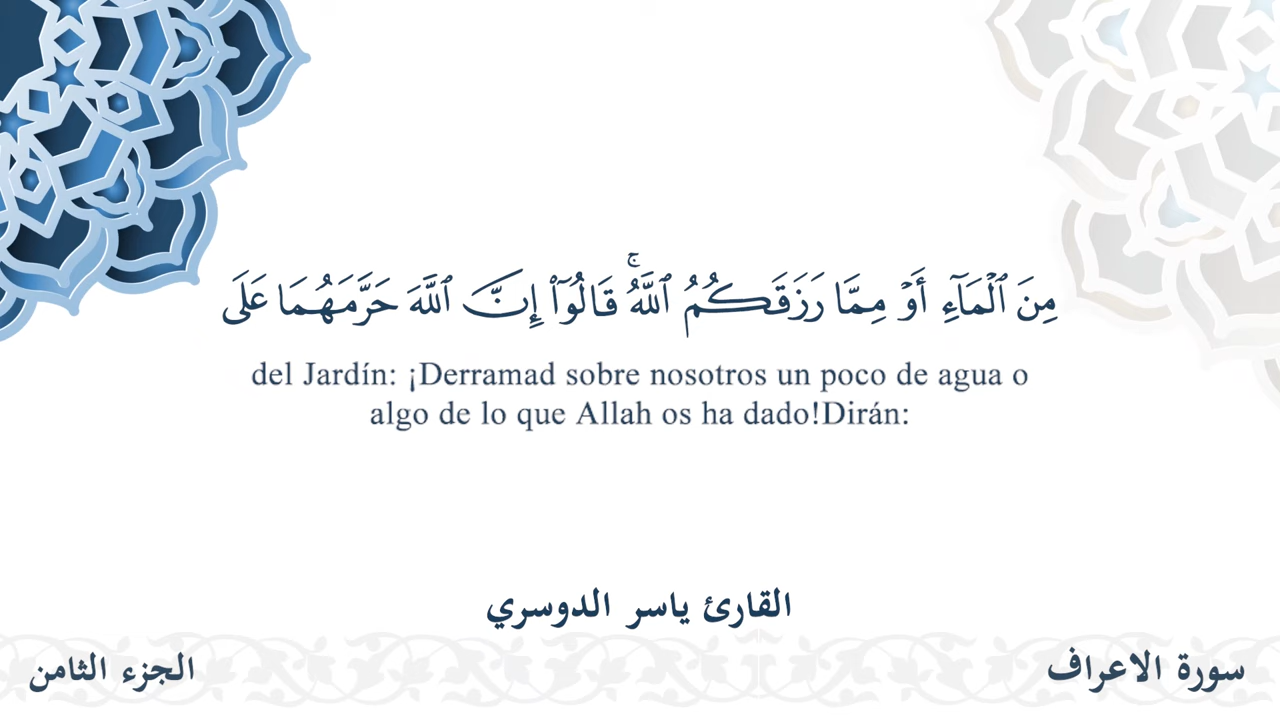 مِنَ ٱلْمَآءِ أَوْ مِمَّا رَزَقَكُمُ ٱللَّهُ ۚ قَالُوٓا۟ إِنَّ ٱللَّهَ حَرَّمَهُمَا عَلَى
del Jardín: ¡Derramad sobre nosotros un poco de agua o
algo de lo que Allah os ha dado!Dirán:
القارئ ياسر الدوسري
سورة الاعراف
الجزء الثامن